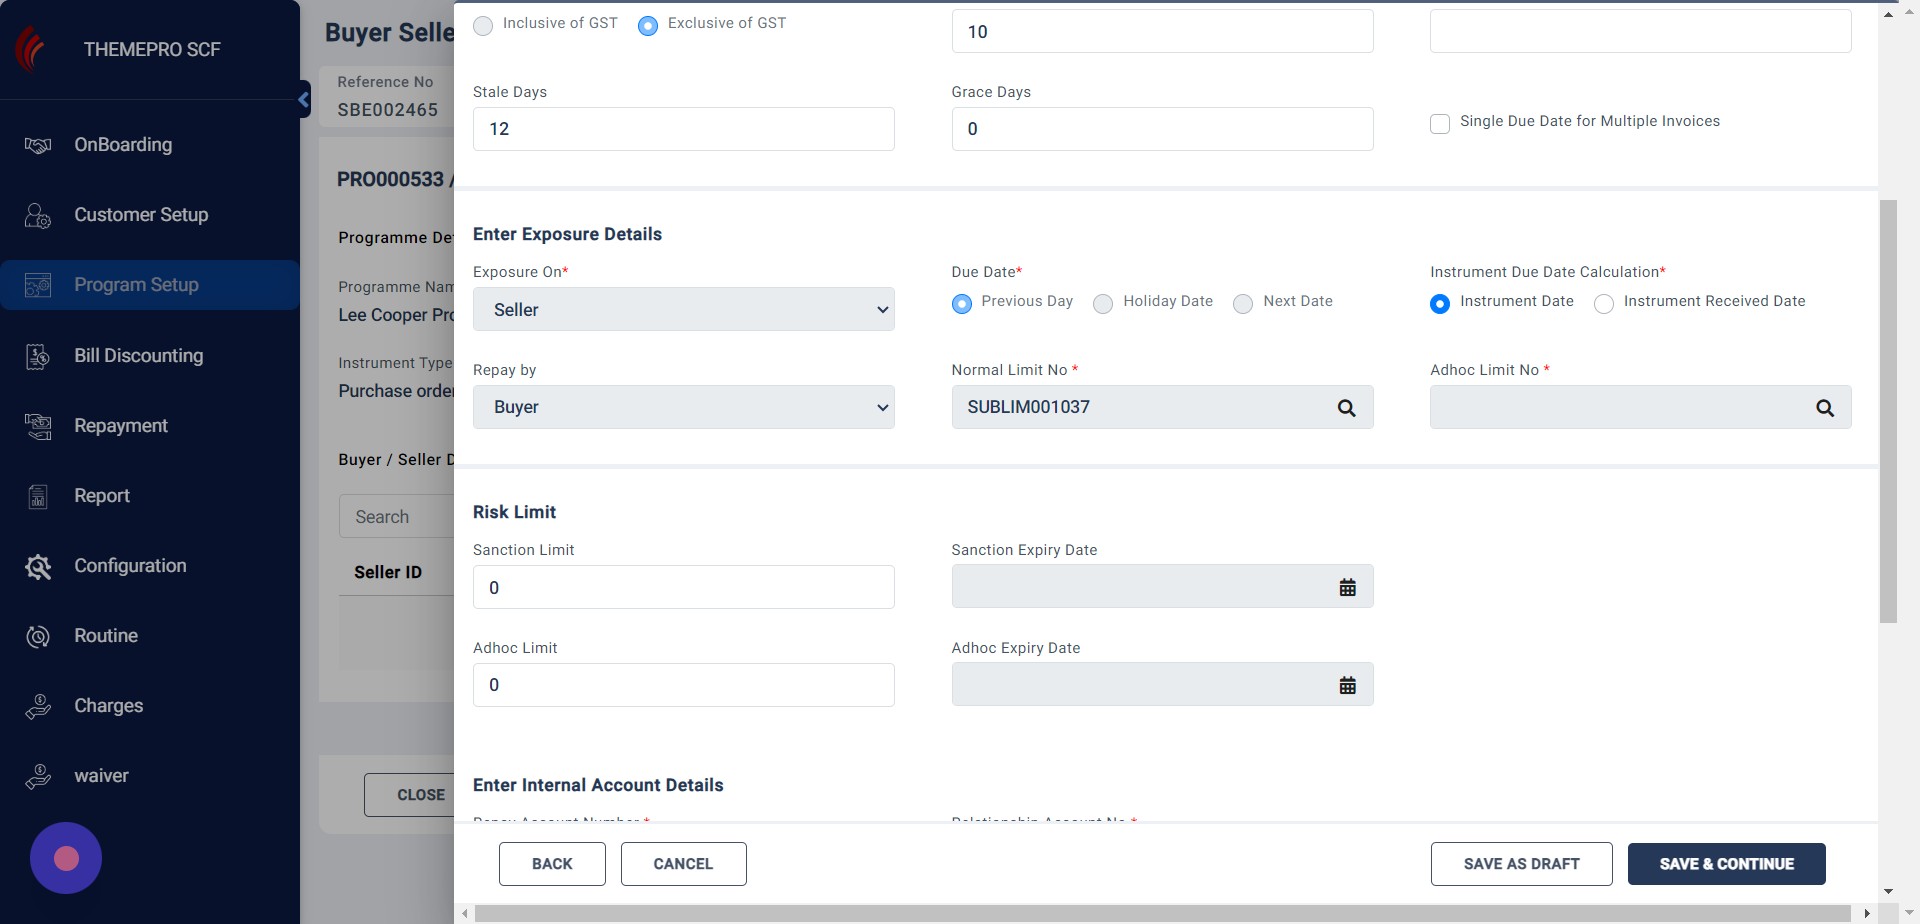 THEMEPRO SCF
OnBoarding
Customer Setup
Program Setup
Bill Discounting
Repayment
Report
Configuration
Routine
Charges
waiver
Buyer Selle
Reference No
SBE002465
PRO000533 /
Programme De
Programme Nam
Lee Cooper Pro
Instrument Type
Purchase order
Buyer / Seller D
Search
Seller ID
CLOSE
Inclusive of GST
Exclusive of GST
10
Stale Days
12
Grace Days
0
Single Due Date for Multiple Invoices
Enter Exposure Details
Exposure On*
Seller
Due Date*
Previous Day
Holiday Date
Next Date
Instrument Due Date Calculation*
Instrument Date
Instrument Received Date
Repay by
Buyer
Normal Limit No *
SUBLIM001037
Adhoc Limit No *
Risk Limit
Sanction Limit
0
Sanction Expiry Date
Adhoc Limit
0
Adhoc Expiry Date
Enter Internal Account Details
Repay Account Number *
Relationship Account No *
BACK
CANCEL
SAVE AS DRAFT
SAVE & CONTINUE